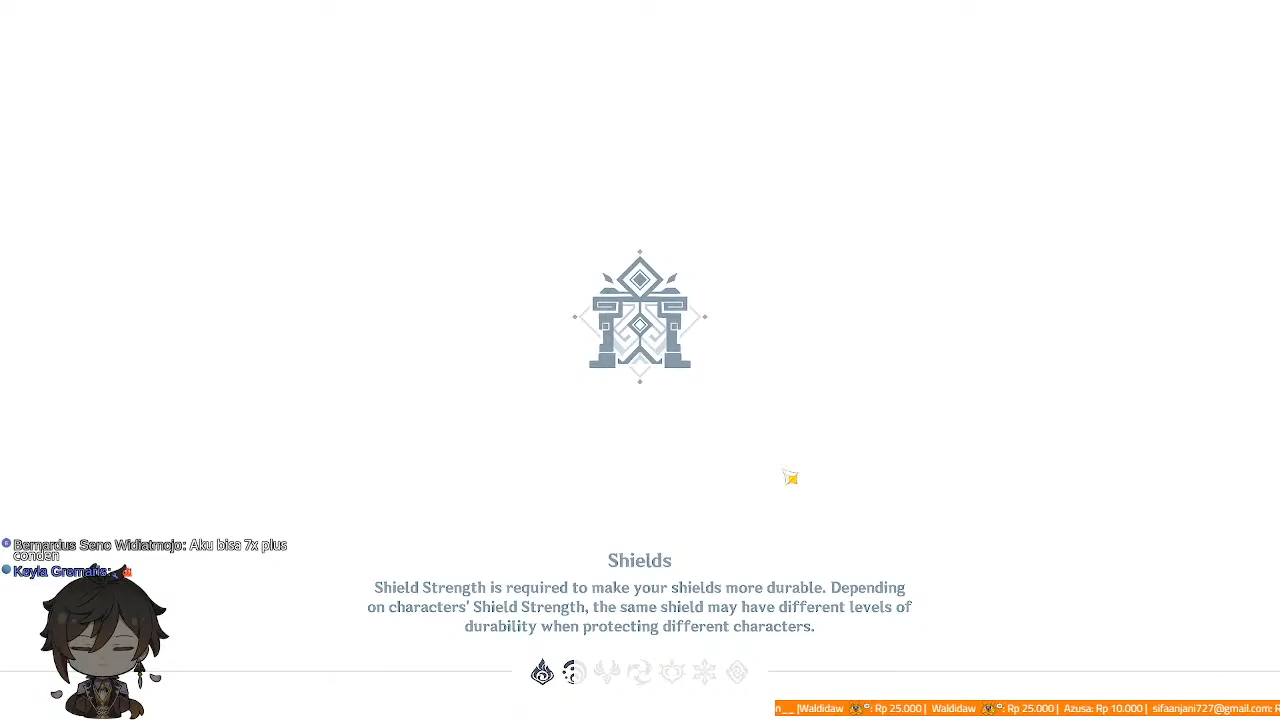 Bernardus Seno Widiatmojo: Aku bisa 7x plus
conden
Keyla Gremaris:
Shields
Shield Strength is required to make your shields more durable. Depending
on characters' Shield Strength, the same shield may have different levels of
durability when protecting different characters.
n__ |Waldidaw : Rp 25.000 | Waldidaw : Rp 25.000 | Azusa: Rp 10.000 | sifaanjani727@gmail.com: R